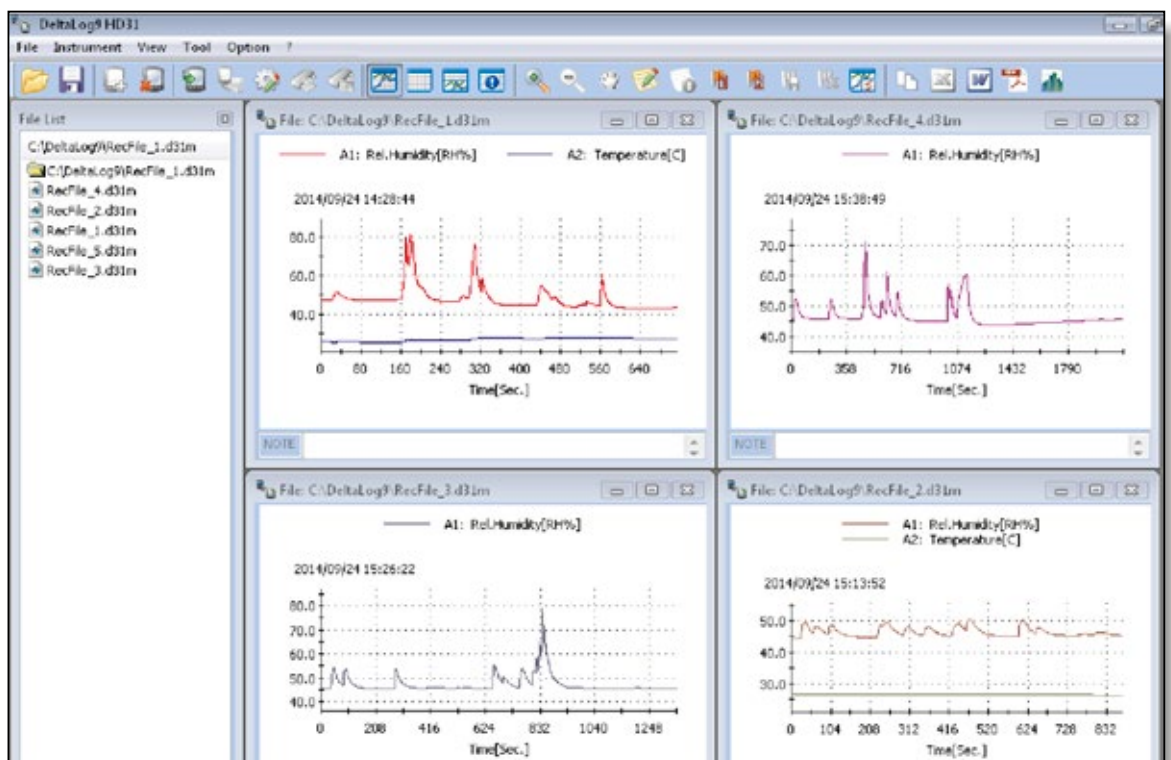 DeltaLog9 HD31
File Instrument View Tool Option ?
File List
C:\DeltaLog9\RecFile_1.d31m
C:\DeltaLog9\RecFile_1.d31m
RecFile_4.d31m
RecFile_2.d31m
RecFile_1.d31m
RecFile_5.d31m
RecFile_3.d31m
File: C:\DeltaLog9\RecFile_1.d31m
A1: Rel.Humidity[RH%] A2: Temperature[C]
2014/09/24 14:28:44
80.0
60.0
40.0
0 80 160 240 320 400 480 560 640
Time[Sec.]
NOTE
File: C:\DeltaLog9\RecFile_4.d31m
A1: Rel.Humidity[RH%]
2014/09/24 15:38:49
70.0
60.0
50.0
40.0
0 358 716 1074 1432 1790
Time[Sec.]
NOTE
File: C:\DeltaLog9\RecFile_3.d31m
A1: Rel.Humidity[RH%]
2014/09/24 15:26:22
80.0
70.0
60.0
50.0
40.0
0 208 416 624 832 1040 1248
Time[Sec.]
File: C:\DeltaLog9\RecFile_2.d31m
A1: Rel.Humidity[RH%]
A2: Temperature[C]
2014/09/24 15:13:52
50.0
40.0
30.0
0 104 208 312 416 520 624 728 832
Time[Sec.]